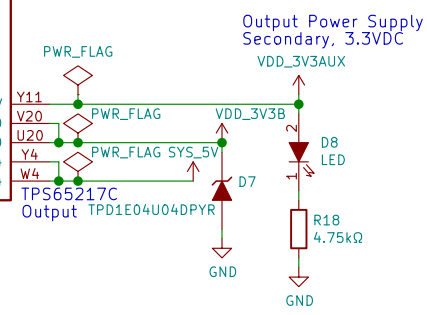 Output Power Supply
Secondary, 3.3VDC
PWR_FLAG
VDD_3V3AUX
Y11
V20
PWR_FLAG
VDD_3V3B
2
U20
D8
LED
Y4
PWR_FLAG
SYS_5V
1
W4
D7
TPS65217C
Output
TPD1E04U04DPYR
R18
4.75kΩ
GND
GND